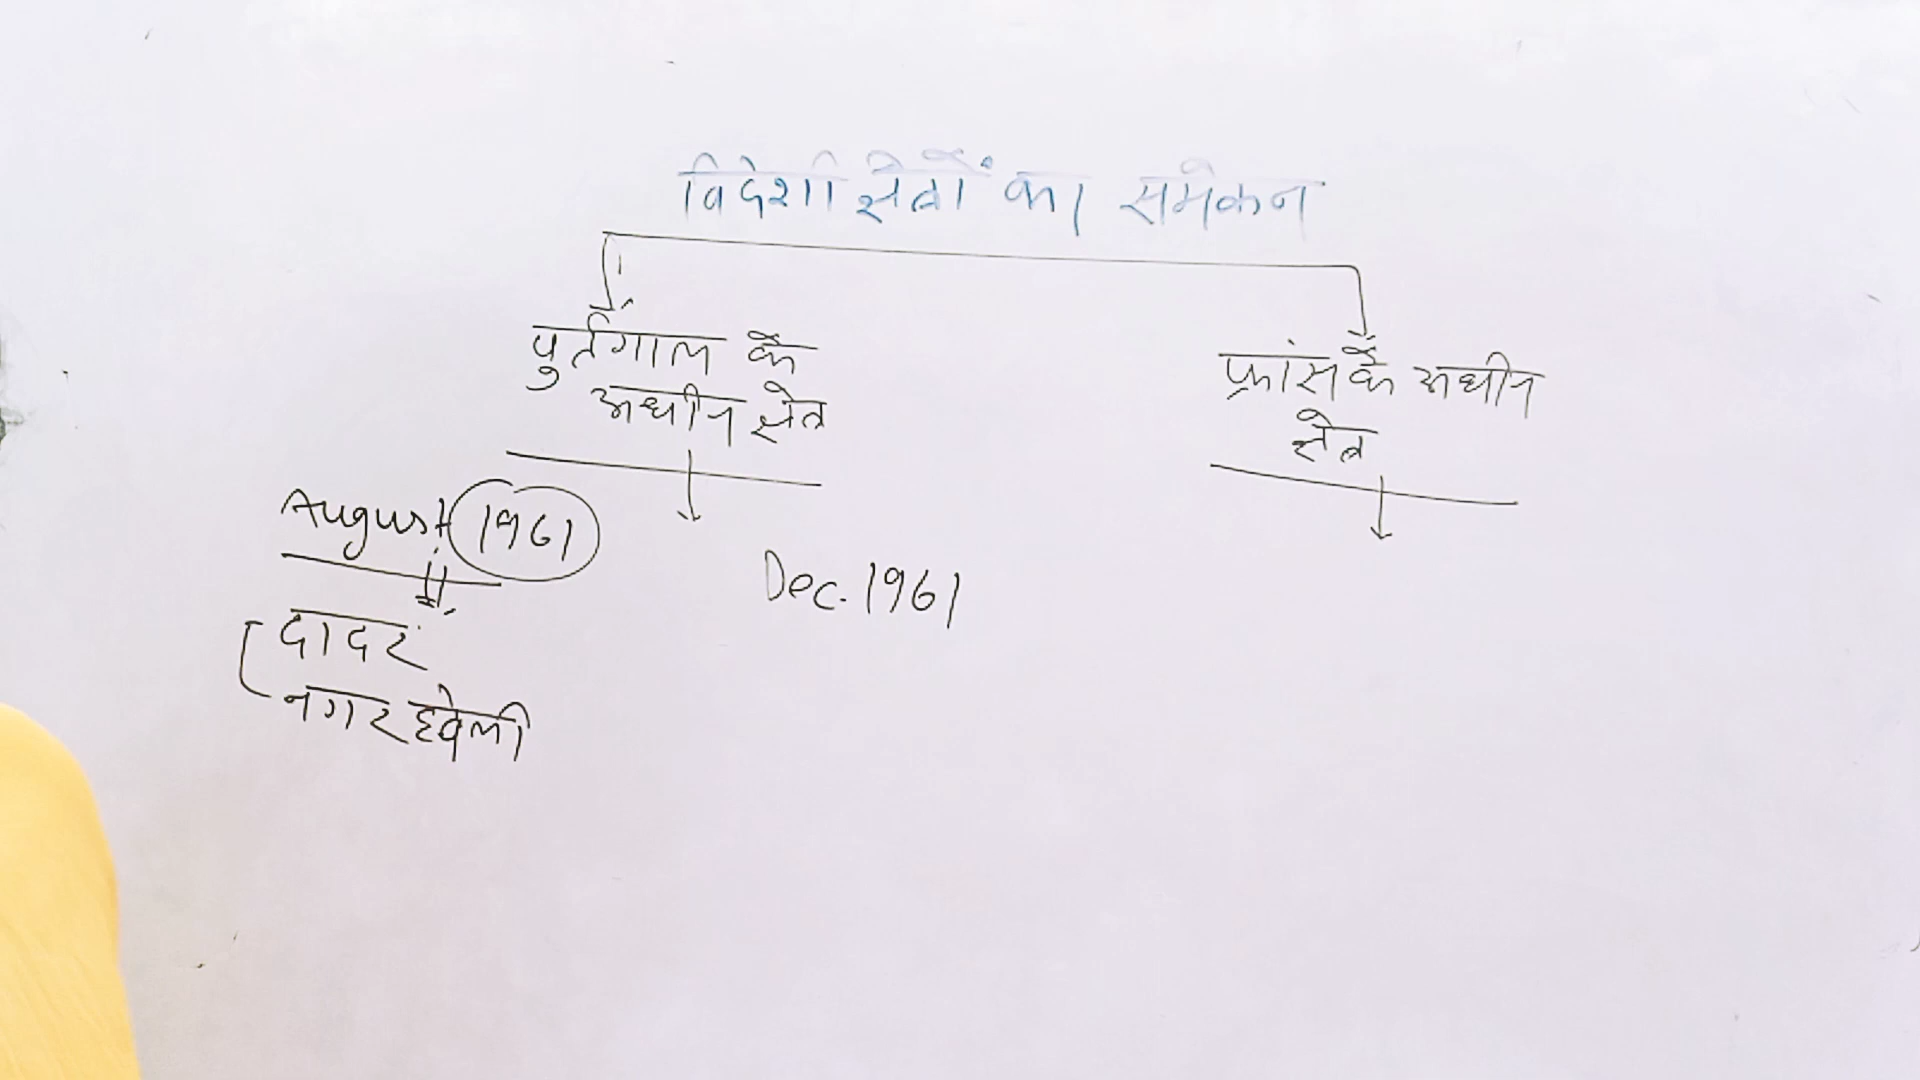 विदेशी क्षेत्रों का समेकन
पुर्तगाल के
अधीन क्षेत्र
फ्रांस के अधीन
क्षेत्र
August 1961
दादर
नगर हवेली
Dec. 1961